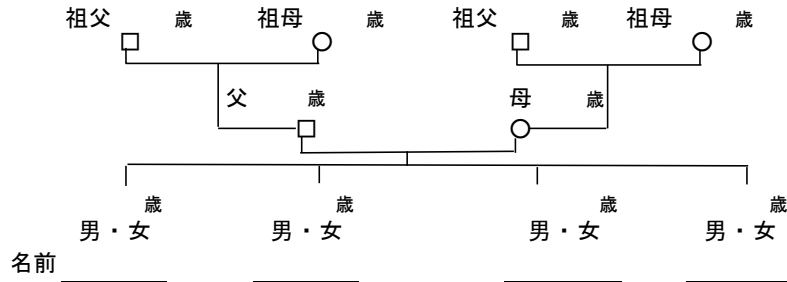 祖父 歳 祖母 歳 祖父 歳 祖母 歳
父 歳 母 歳
歳 歳 歳 歳
男・女 男・女 男・女 男・女
名前